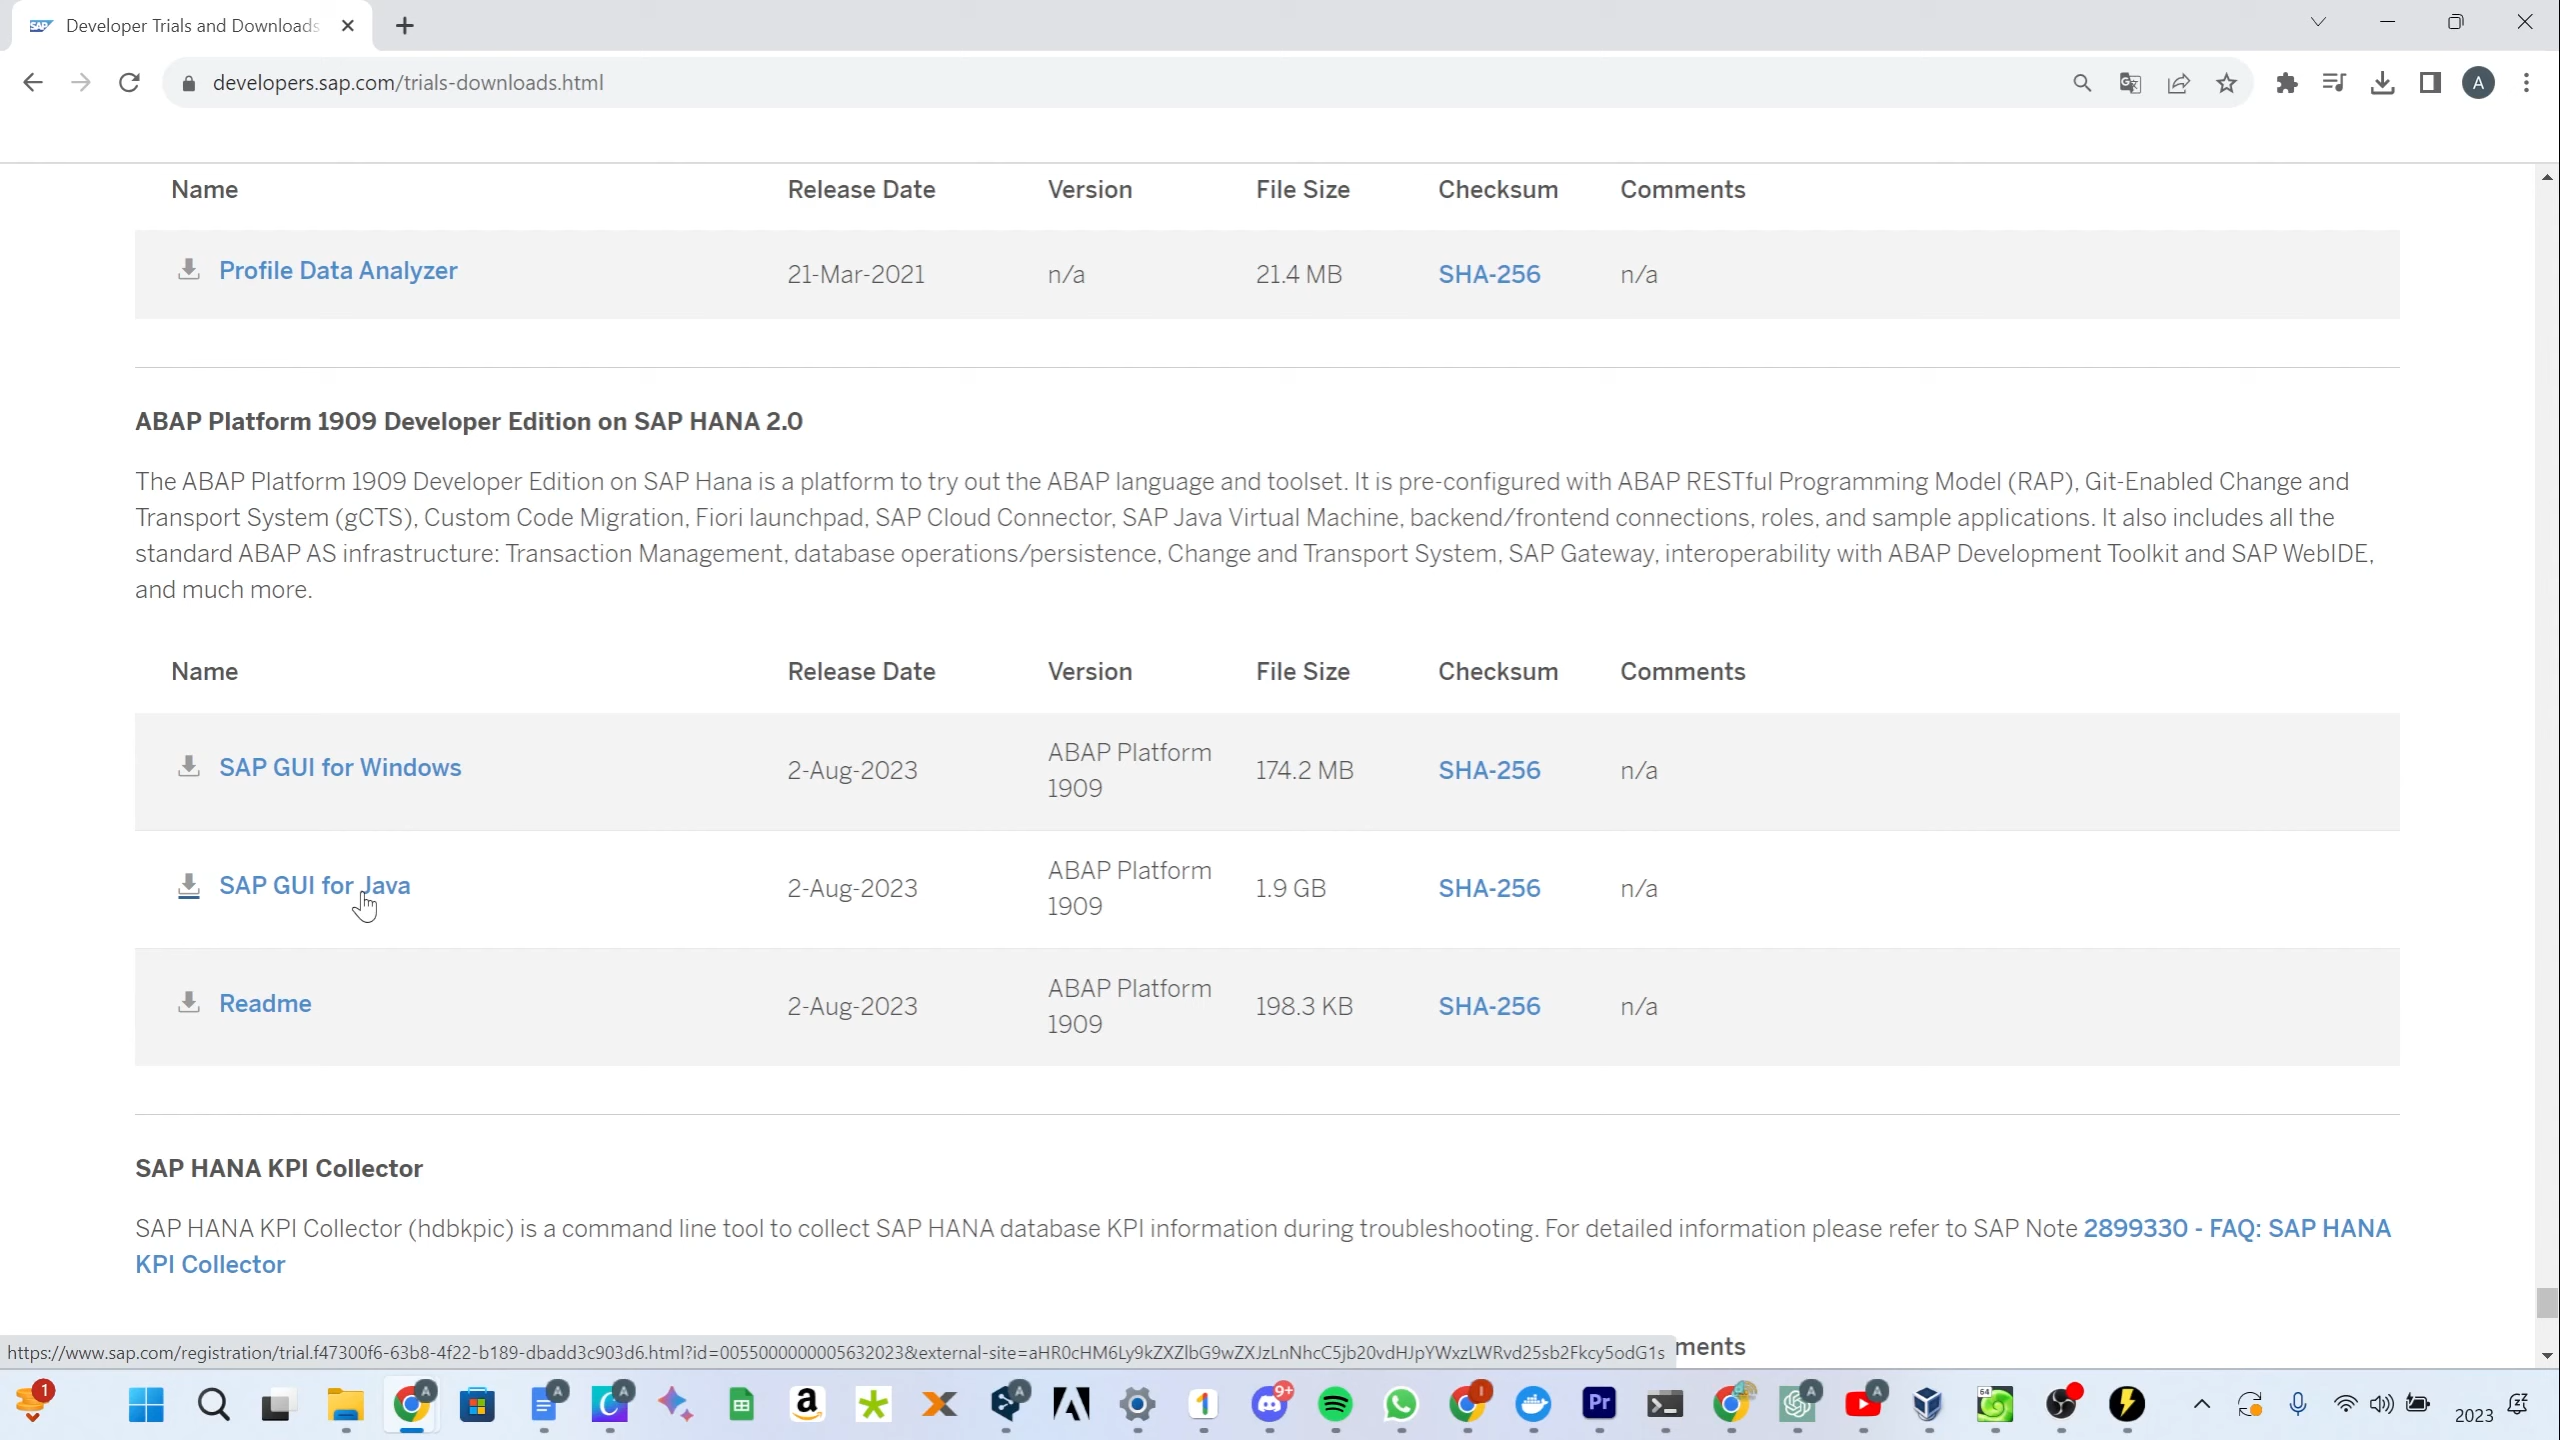 Developer Trials and Downloads
developers.sap.com/trials-downloads.html
A
Name Release Date Version File Size Checksum Comments
Profile Data Analyzer 21-Mar-2021 n/a 21.4 MB SHA-256 n/a
ABAP Platform 1909 Developer Edition on SAP HANA 2.0
The ABAP Platform 1909 Developer Edition on SAP Hana is a platform to try out the ABAP language and toolset. It is pre-configured with ABAP RESTful Programming Model (RAP), Git-Enabled Change and
Transport System (gCTS), Custom Code Migration, Fiori launchpad, SAP Cloud Connector, SAP Java Virtual Machine, backend/frontend connections, roles, and sample applications. It also includes all the
standard ABAP AS infrastructure: Transaction Management, database operations/persistence, Change and Transport System, SAP Gateway, interoperability with ABAP Development Toolkit and SAP WebIDE,
and much more.
Name Release Date Version File Size Checksum Comments
SAP GUI for Windows 2-Aug-2023 ABAP Platform 1909 174.2 MB SHA-256 n/a
SAP GUI for Java 2-Aug-2023 ABAP Platform 1909 1.9 GB SHA-256 n/a
Readme 2-Aug-2023 ABAP Platform 1909 198.3 KB SHA-256 n/a
SAP HANA KPI Collector
SAP HANA KPI Collector (hdbkpic) is a command line tool to collect SAP HANA database KPI information during troubleshooting. For detailed information please refer to SAP Note 2899330 - FAQ: SAP HANA
KPI Collector
https://www.sap.com/registration/trial.f47300f6-63b8-4f22-b189-dbadd3c903d6.html?id=0055000000005632023&external-site=aHR0cHM6Ly9kZXZlbG9wZXJzLnNhcC5jb20vdHJpYWxzLWRvd25sb2Fkcy5odG1s
ments
1
9+
Pr
64
2023